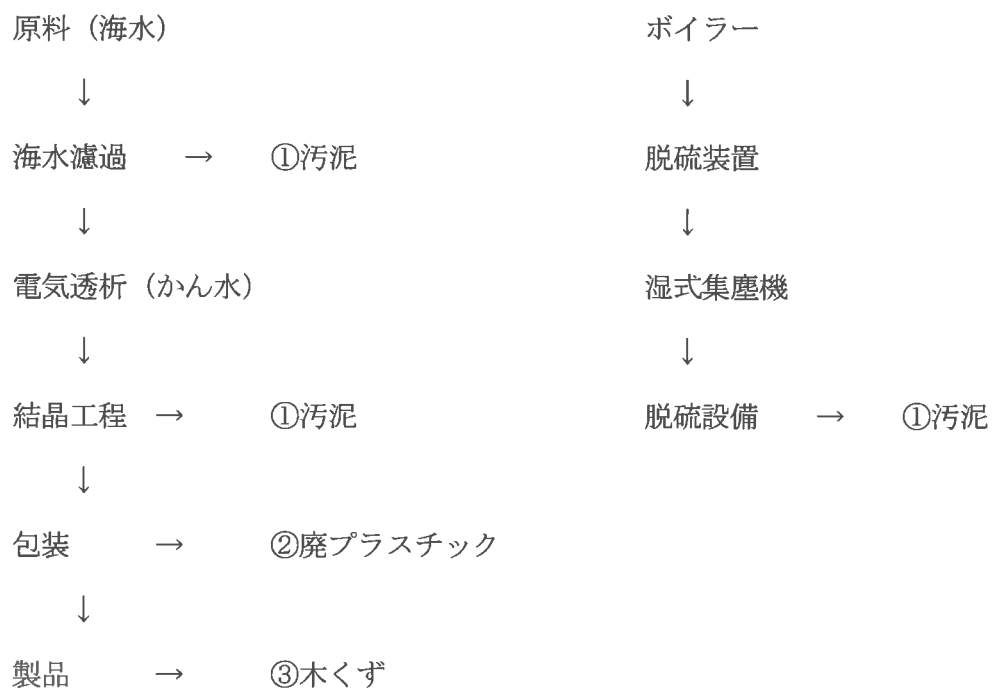 原料（海水）
↓
海水濾過　→　①汚泥
↓
電気透析（かん水）
↓
結晶工程　→　①汚泥
↓
包装　→　②廃プラスチック
↓
製品　→　③木くず
ボイラー
↓
脱硫装置
↓
湿式集塵機
↓
脱硫設備　→　①汚泥